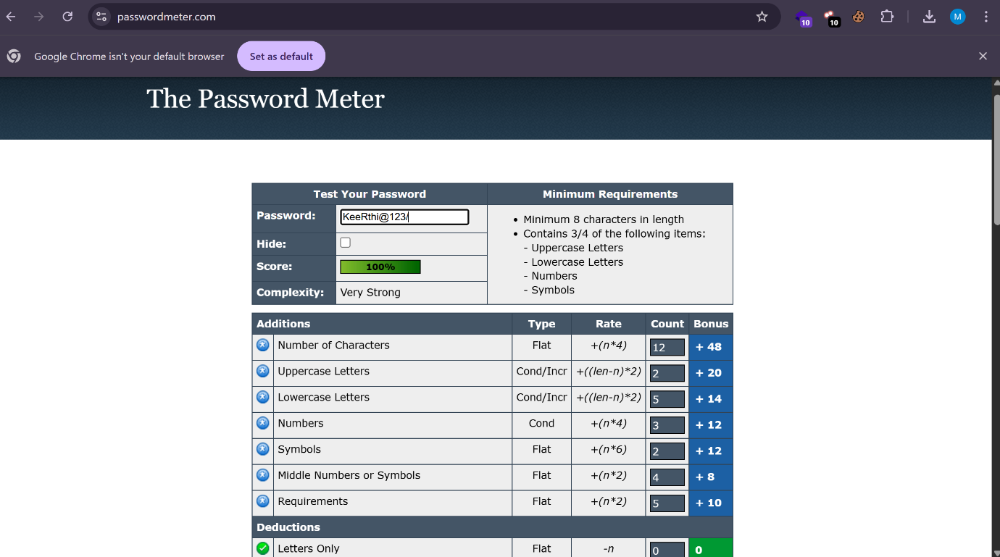 passwordmeter.com
10
10
M
Google Chrome isn't your default browser
Set as default
The Password Meter
Test Your Password
Minimum Requirements
Password:
KeeRthi@123/
Hide:
Score:
100%
Complexity:
Very Strong
• Minimum 8 characters in length
• Contains 3/4 of the following items:
- Uppercase Letters
- Lowercase Letters
- Numbers
- Symbols
Additions Type Rate Count Bonus
Number of Characters Flat +(n*4) 12 + 48
Uppercase Letters Cond/Incr +((len-n)*2) 2 + 20
Lowercase Letters Cond/Incr +((len-n)*2) 5 + 14
Numbers Cond +(n*4) 3 + 12
Symbols Flat +(n*6) 2 + 12
Middle Numbers or Symbols Flat +(n*2) 4 + 8
Requirements Flat +(n*2) 5 + 10
Deductions
Letters Only Flat -n 0 0